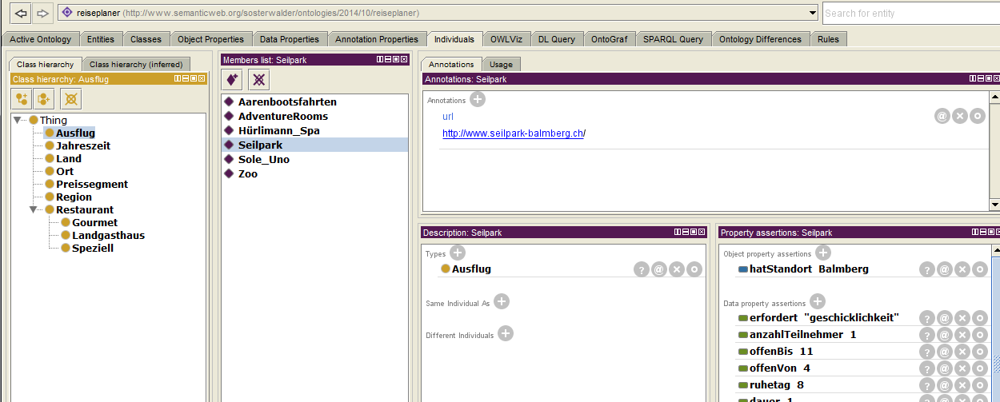 reiseplaner (http://www.semanticweb.org/sosterwalder/ontologies/2014/10/reiseplaner)
Search for entity
Active Ontology Entities Classes Object Properties Data Properties Annotation Properties Individuals OWLViz DL Query OntoGraf SPARQL Query Ontology Differences Rules
Class hierarchy Class hierarchy (inferred)
Class hierarchy: Ausflug
Thing
Ausflug
Jahreszeit
Land
Ort
Preissegment
Region
Restaurant
Gourmet
Landgasthaus
Speziell
Members list: Seilpark
Aarenbootsfahrten
AdventureRooms
Hürlimann_Spa
Seilpark
Sole_Uno
Zoo
Annotations Usage
Annotations: Seilpark
Annotations
url
http://www.seilpark-balmberg.ch/
Description: Seilpark
Types
Ausflug
Same Individual As
Different Individuals
Property assertions: Seilpark
Object property assertions
hatStandort Balmberg
Data property assertions
erfordert "geschicklichkeit"
anzahlTeilnehmer 1
offenBis 11
offenVon 4
ruhetag 8
dauer 1